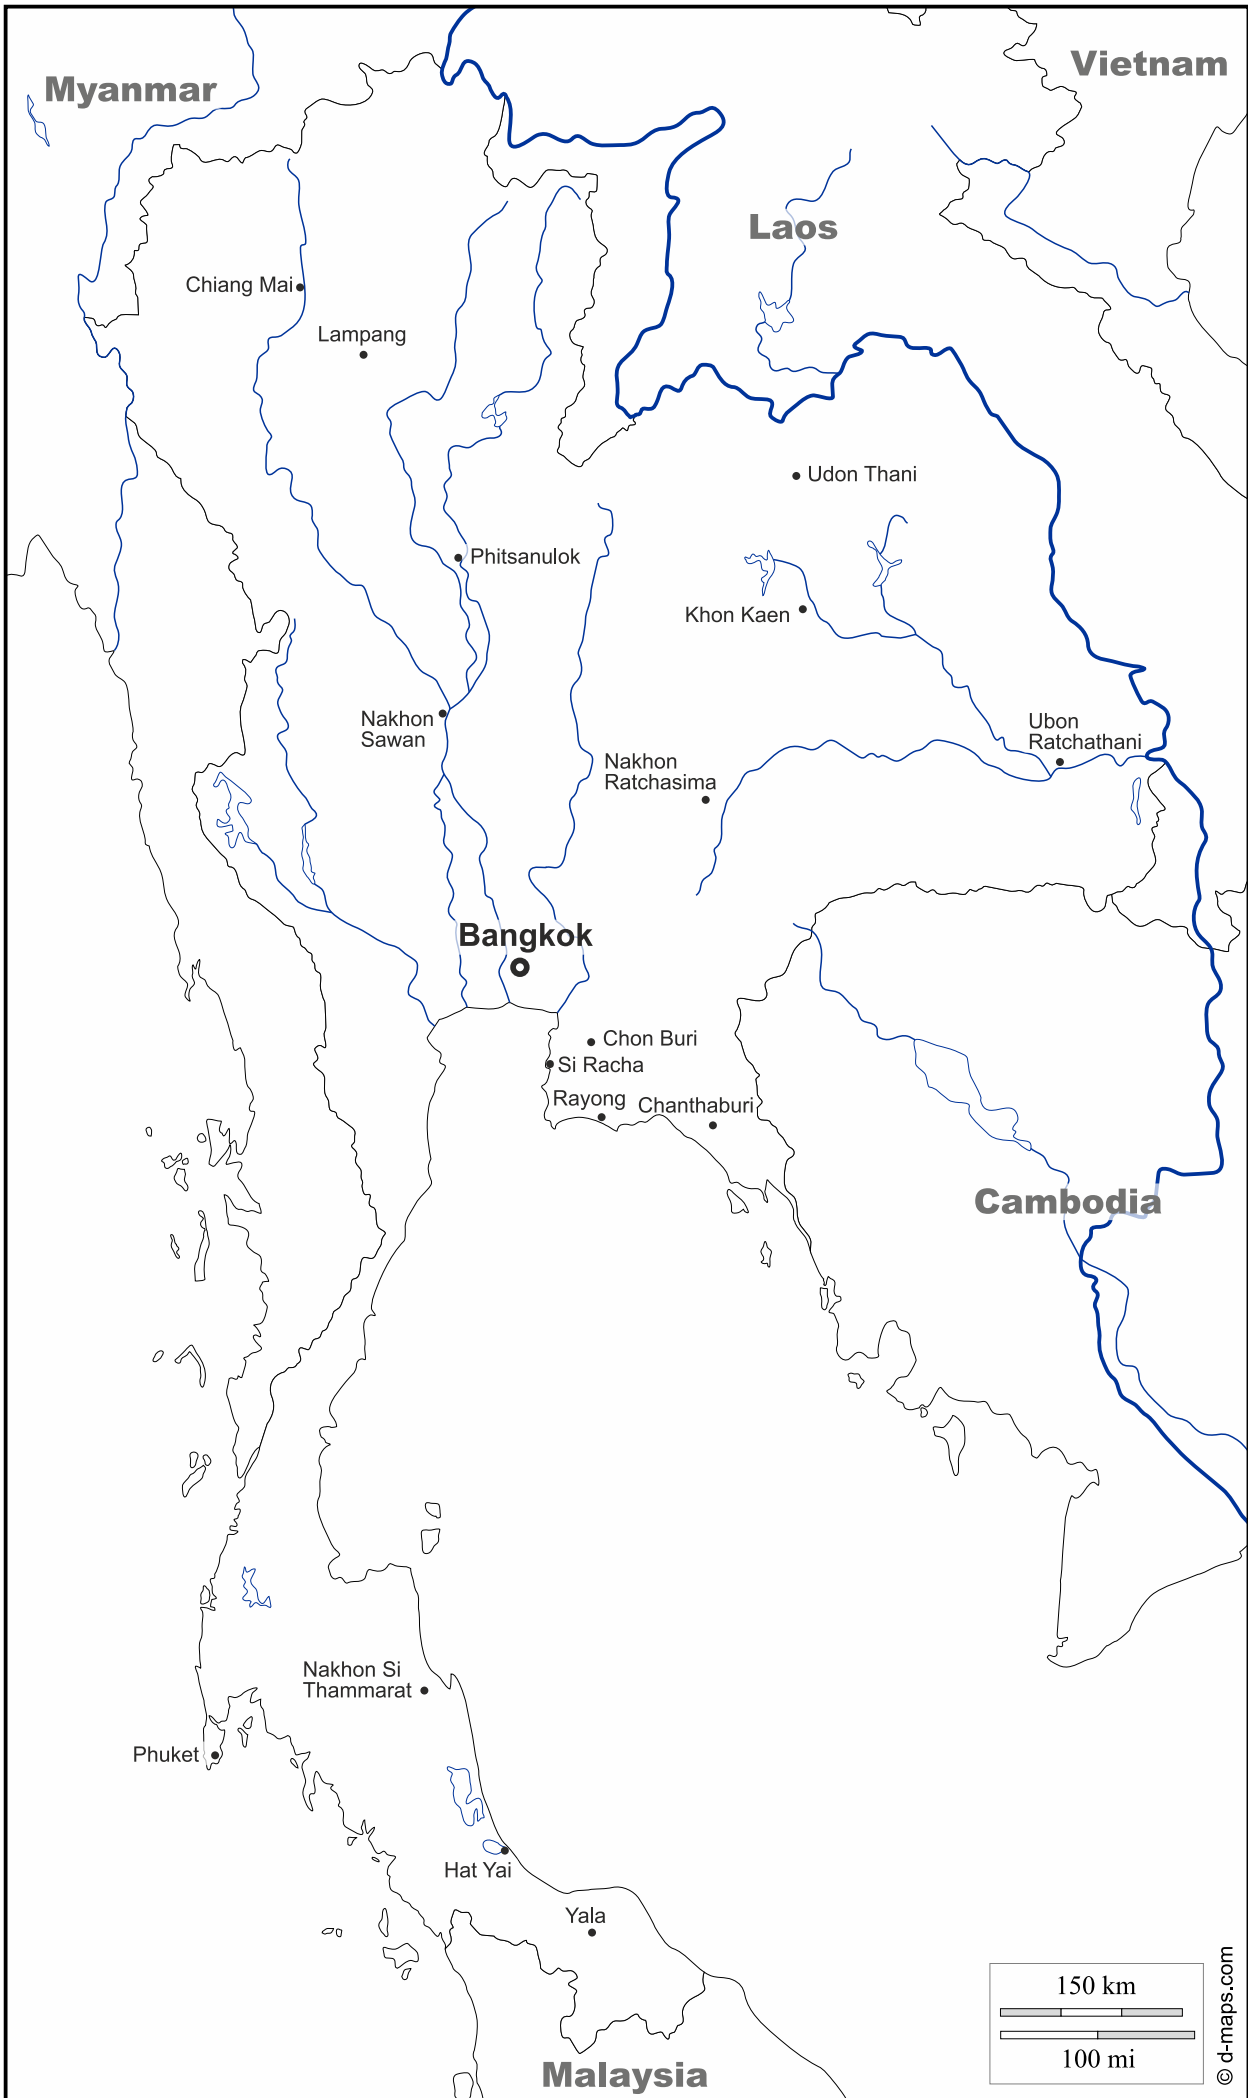 Vietnam
Myanmar
Laos
Chiang Mai
Lampang
Udon Thani
Phitsanulok
Khon Kaen
Nakhon
Sawan
Ubon
Ratchathani
Nakhon
Ratchasima
Bangkok
Chon Buri
Si Racha
Rayong
Chanthaburi
Cambodia
Nakhon Si
Thammarat
Phuket
Hat Yai
Yala
Malaysia
150 km
100 mi
© d-maps.com